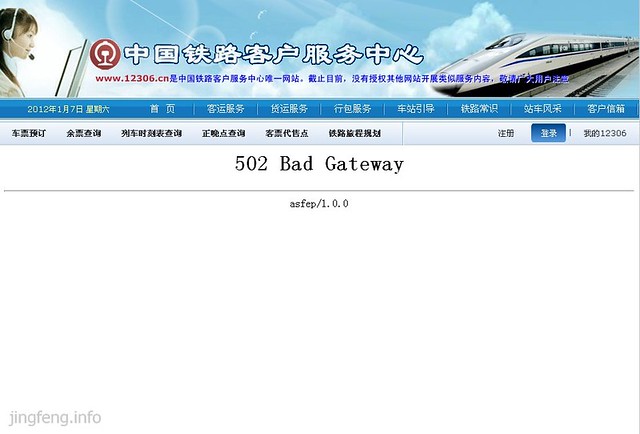 中国铁路客户服务中心
www.12306.cn是中国铁路客户服务中心唯一网站。截止目前，没有授权其他网站开展类似服务内容，敬请广大用户注意
2012年1月7日 星期六 首 页 客运服务 货运服务 行包服务 车站引导 铁路常识 站车风采 客户信箱
车票预订 余票查询 列车时刻表查询 正晚点查询 客票代售点 铁路旅程规划 注册 登录 | 我的12306
502 Bad Gateway
asfep/1.0.0
jingfeng.info